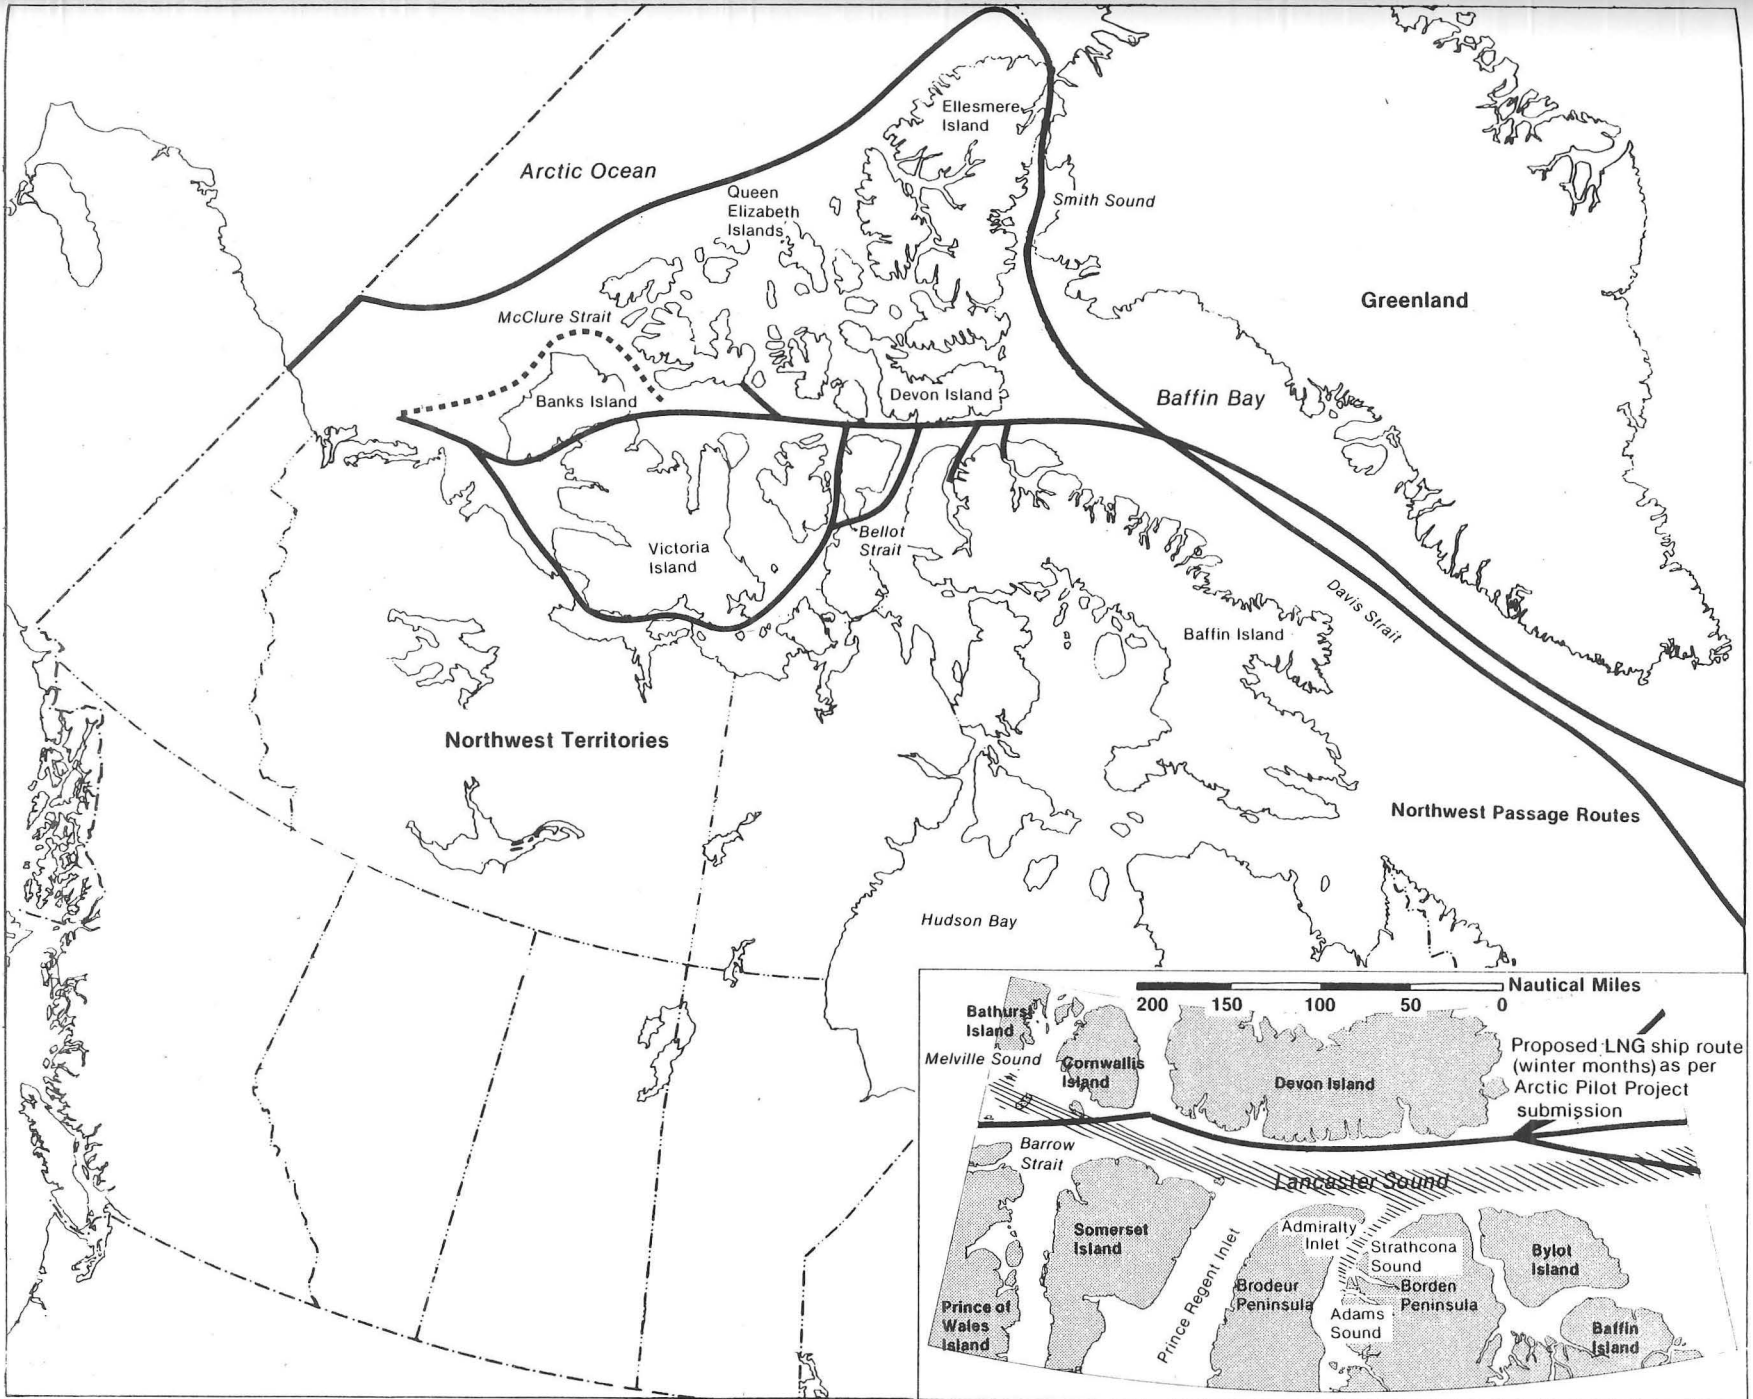 Ellesmere
Island
Arctic Ocean
Queen
Elizabeth
Islands
Smith Sound
Greenland
McClure Strait
Banks Island
Devon Island
Baffin Bay
Bellot
Strait
Victoria
Island
Davis Strait
Baffin Island
Northwest Territories
Northwest Passage Routes
Hudson Bay
Nautical Miles
200 150 100 50 0
Bathurst
Island
Melville Sound
Cornwallis
Island
Devon Island
Proposed LNG ship route
(winter months) as per
Arctic Pilot Project
submission
Barrow
Strait
Lancaster Sound
Somerset
Island
Prince Regent Inlet
Admiralty
Inlet
Strathcona
Sound
Bylot
Island
Brodeur
Peninsula
Borden
Peninsula
Adams
Sound
Prince of
Wales
Island
Baffin
Island